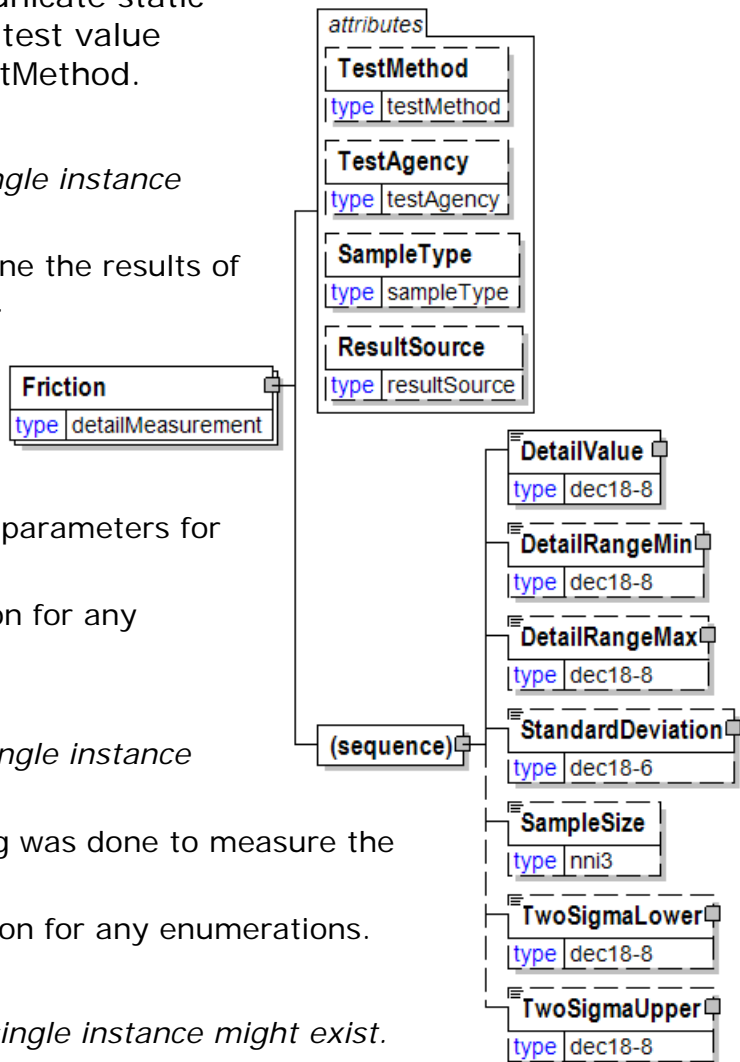 unicate static
test value
tMethod.
ngle instance
ne the results of
parameters for
on for any
ngle instance
g was done to measure the
on for any enumerations.
single instance might exist.
Friction
type detailMeasurement
attributes
TestMethod
type testMethod
TestAgency
type testAgency
SampleType
type sampleType
ResultSource
type resultSource
(sequence)
DetailValue
type dec18-8
DetailRangeMin
type dec18-8
DetailRangeMax
type dec18-8
StandardDeviation
type dec18-6
SampleSize
type nni3
TwoSigmaLower
type dec18-8
TwoSigmaUpper
type dec18-8